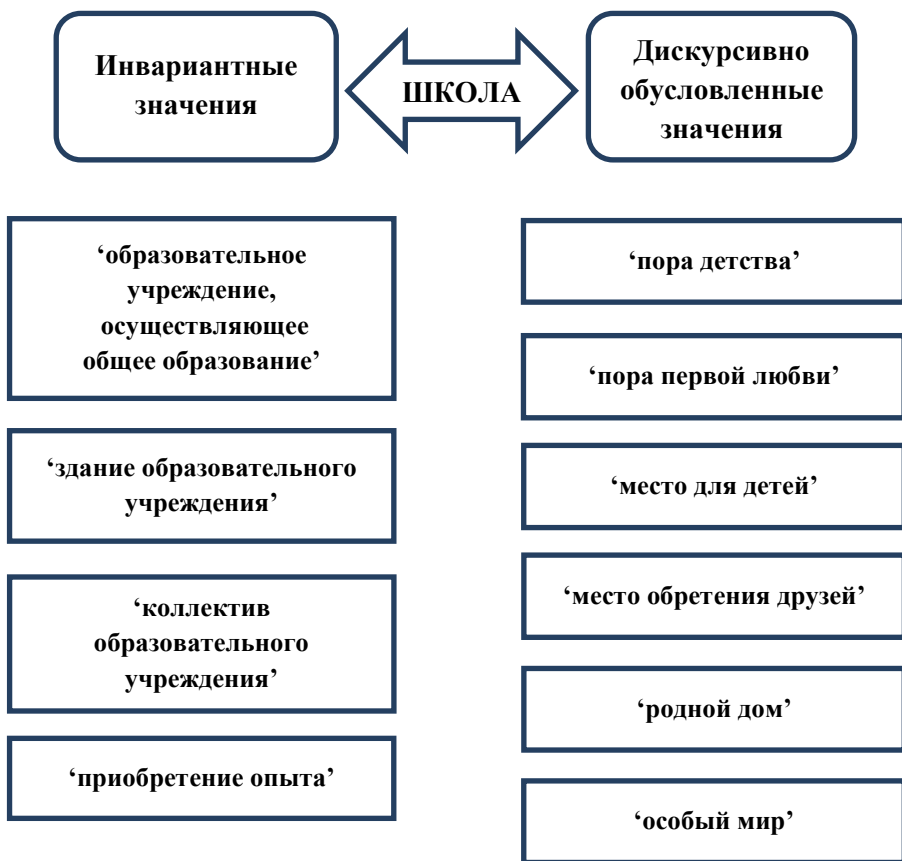 Инвариантные
значения
ШКОЛА
Дискурсивно
обусловленные
значения
‘образовательное
учреждение,
осуществляющее
общее образование’
‘здание образовательного
учреждения’
‘коллектив
образовательного
учреждения’
‘приобретение опыта’
‘пора детства’
‘пора первой любви’
‘место для детей’
‘место обретения друзей’
‘родной дом’
‘особый мир’